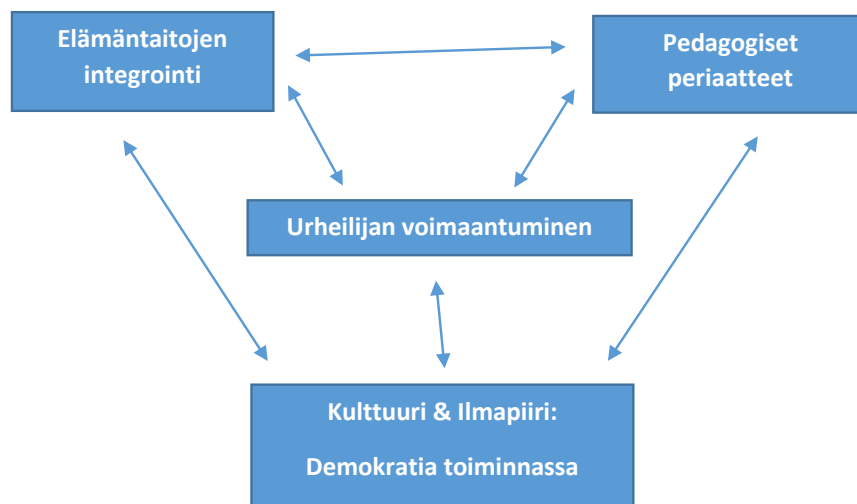 Elämäntaitojen
integrointi
Pedagogiset
periaatteet
Urheilijan voimaantuminen
Kulttuuri & Ilmapiiri:
Demokratia toiminnassa